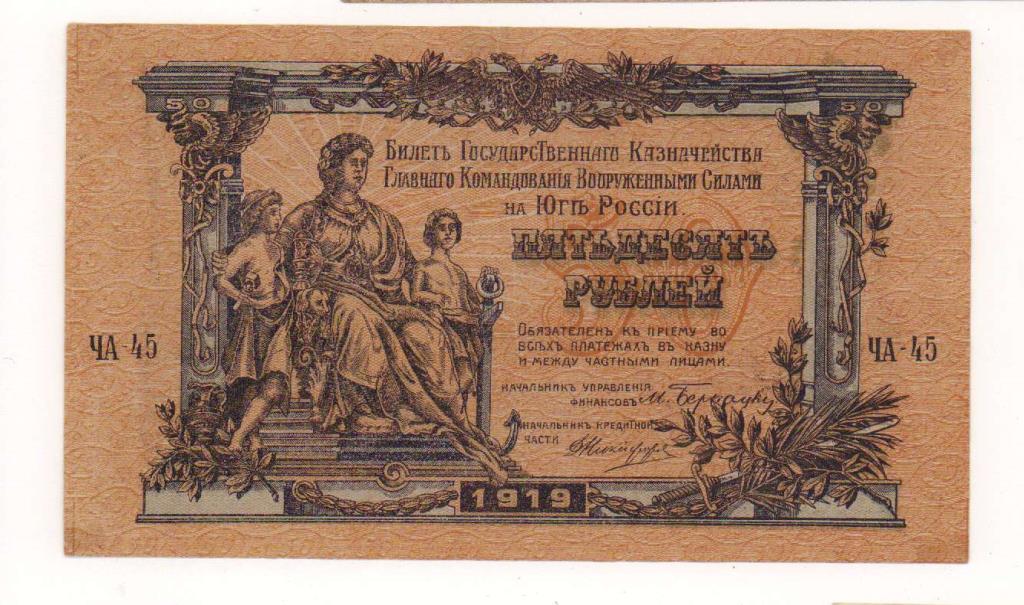 50
50
Билетъ Государственнаго Казначейства
Главнаго Командованія Вооруженными Силами
на Югѣ Россіи.
ПЯТЬДЕСЯТЪ
РУБЛЕЙ
Обязателенъ къ пріему во
всѣхъ платежахъ въ казну
и между частными лицами.
ЧА-45
ЧА-45
Начальникъ Управленія
Финансовъ
Начальникъ Кредитной
части
1919